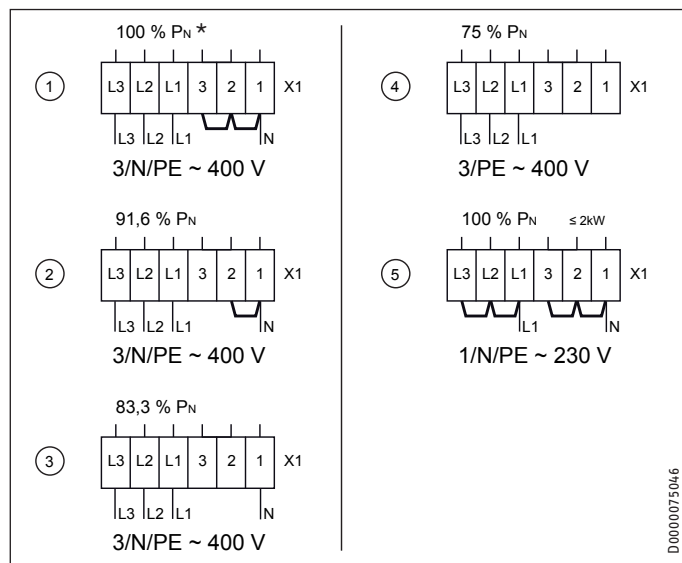 100 % PN *
1
L3 L2 L1 3 2 1 X1
L3 L2 L1 N
3/N/PE ~ 400 V
91,6 % PN
2
L3 L2 L1 3 2 1 X1
L3 L2 L1 N
3/N/PE ~ 400 V
83,3 % PN
3
L3 L2 L1 3 2 1 X1
L3 L2 L1 N
3/N/PE ~ 400 V
75 % PN
4
L3 L2 L1 3 2 1 X1
L3 L2 L1
3/PE ~ 400 V
100 % PN ≤ 2kW
5
L3 L2 L1 3 2 1 X1
L1 N
1/N/PE ~ 230 V
D0000075046